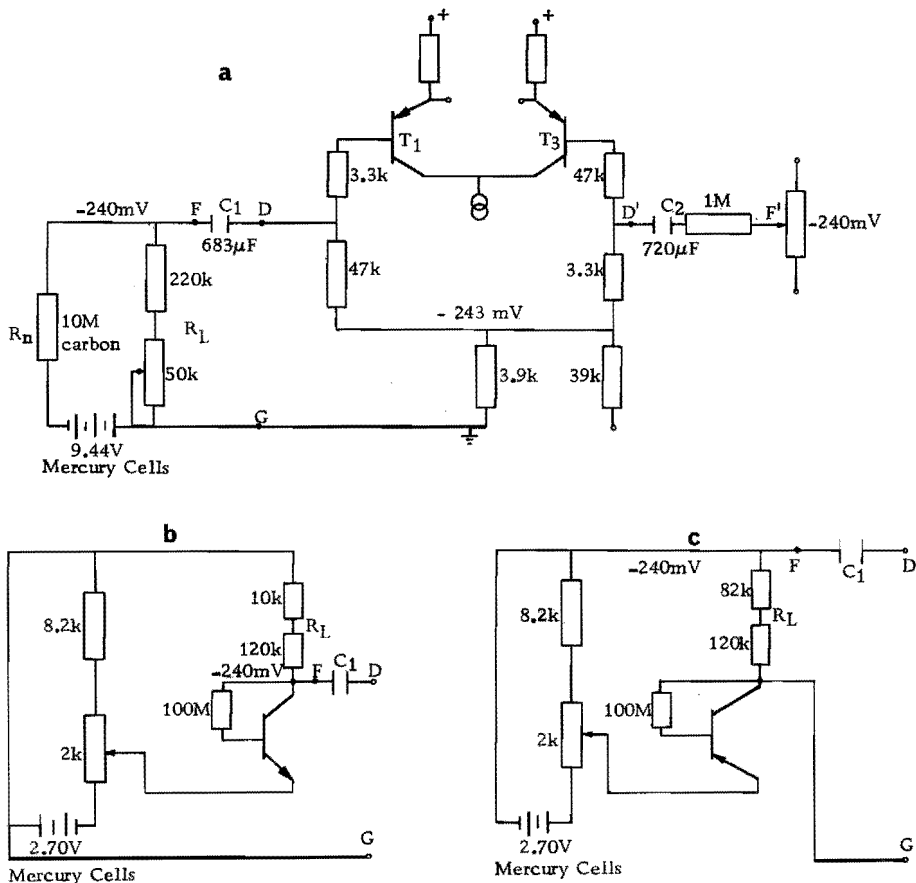 a
+
+
T1
T3
3.3k
47k
-240mV
F
C1
D
683μF
D'
C2
1M
F'
-240mV
720μF
47k
3.3k
220k
Rn
10M
carbon
RL
50k
- 243 mV
3.9k
39k
G
9.44V
Mercury Cells
b
10k
8.2k
RL
120k
-240mV
F
C1
D
100M
2k
2.70V
G
Mercury Cells
c
-240mV
F
C1
D
82k
8.2k
RL
120k
100M
2k
2.70V
G
Mercury Cells